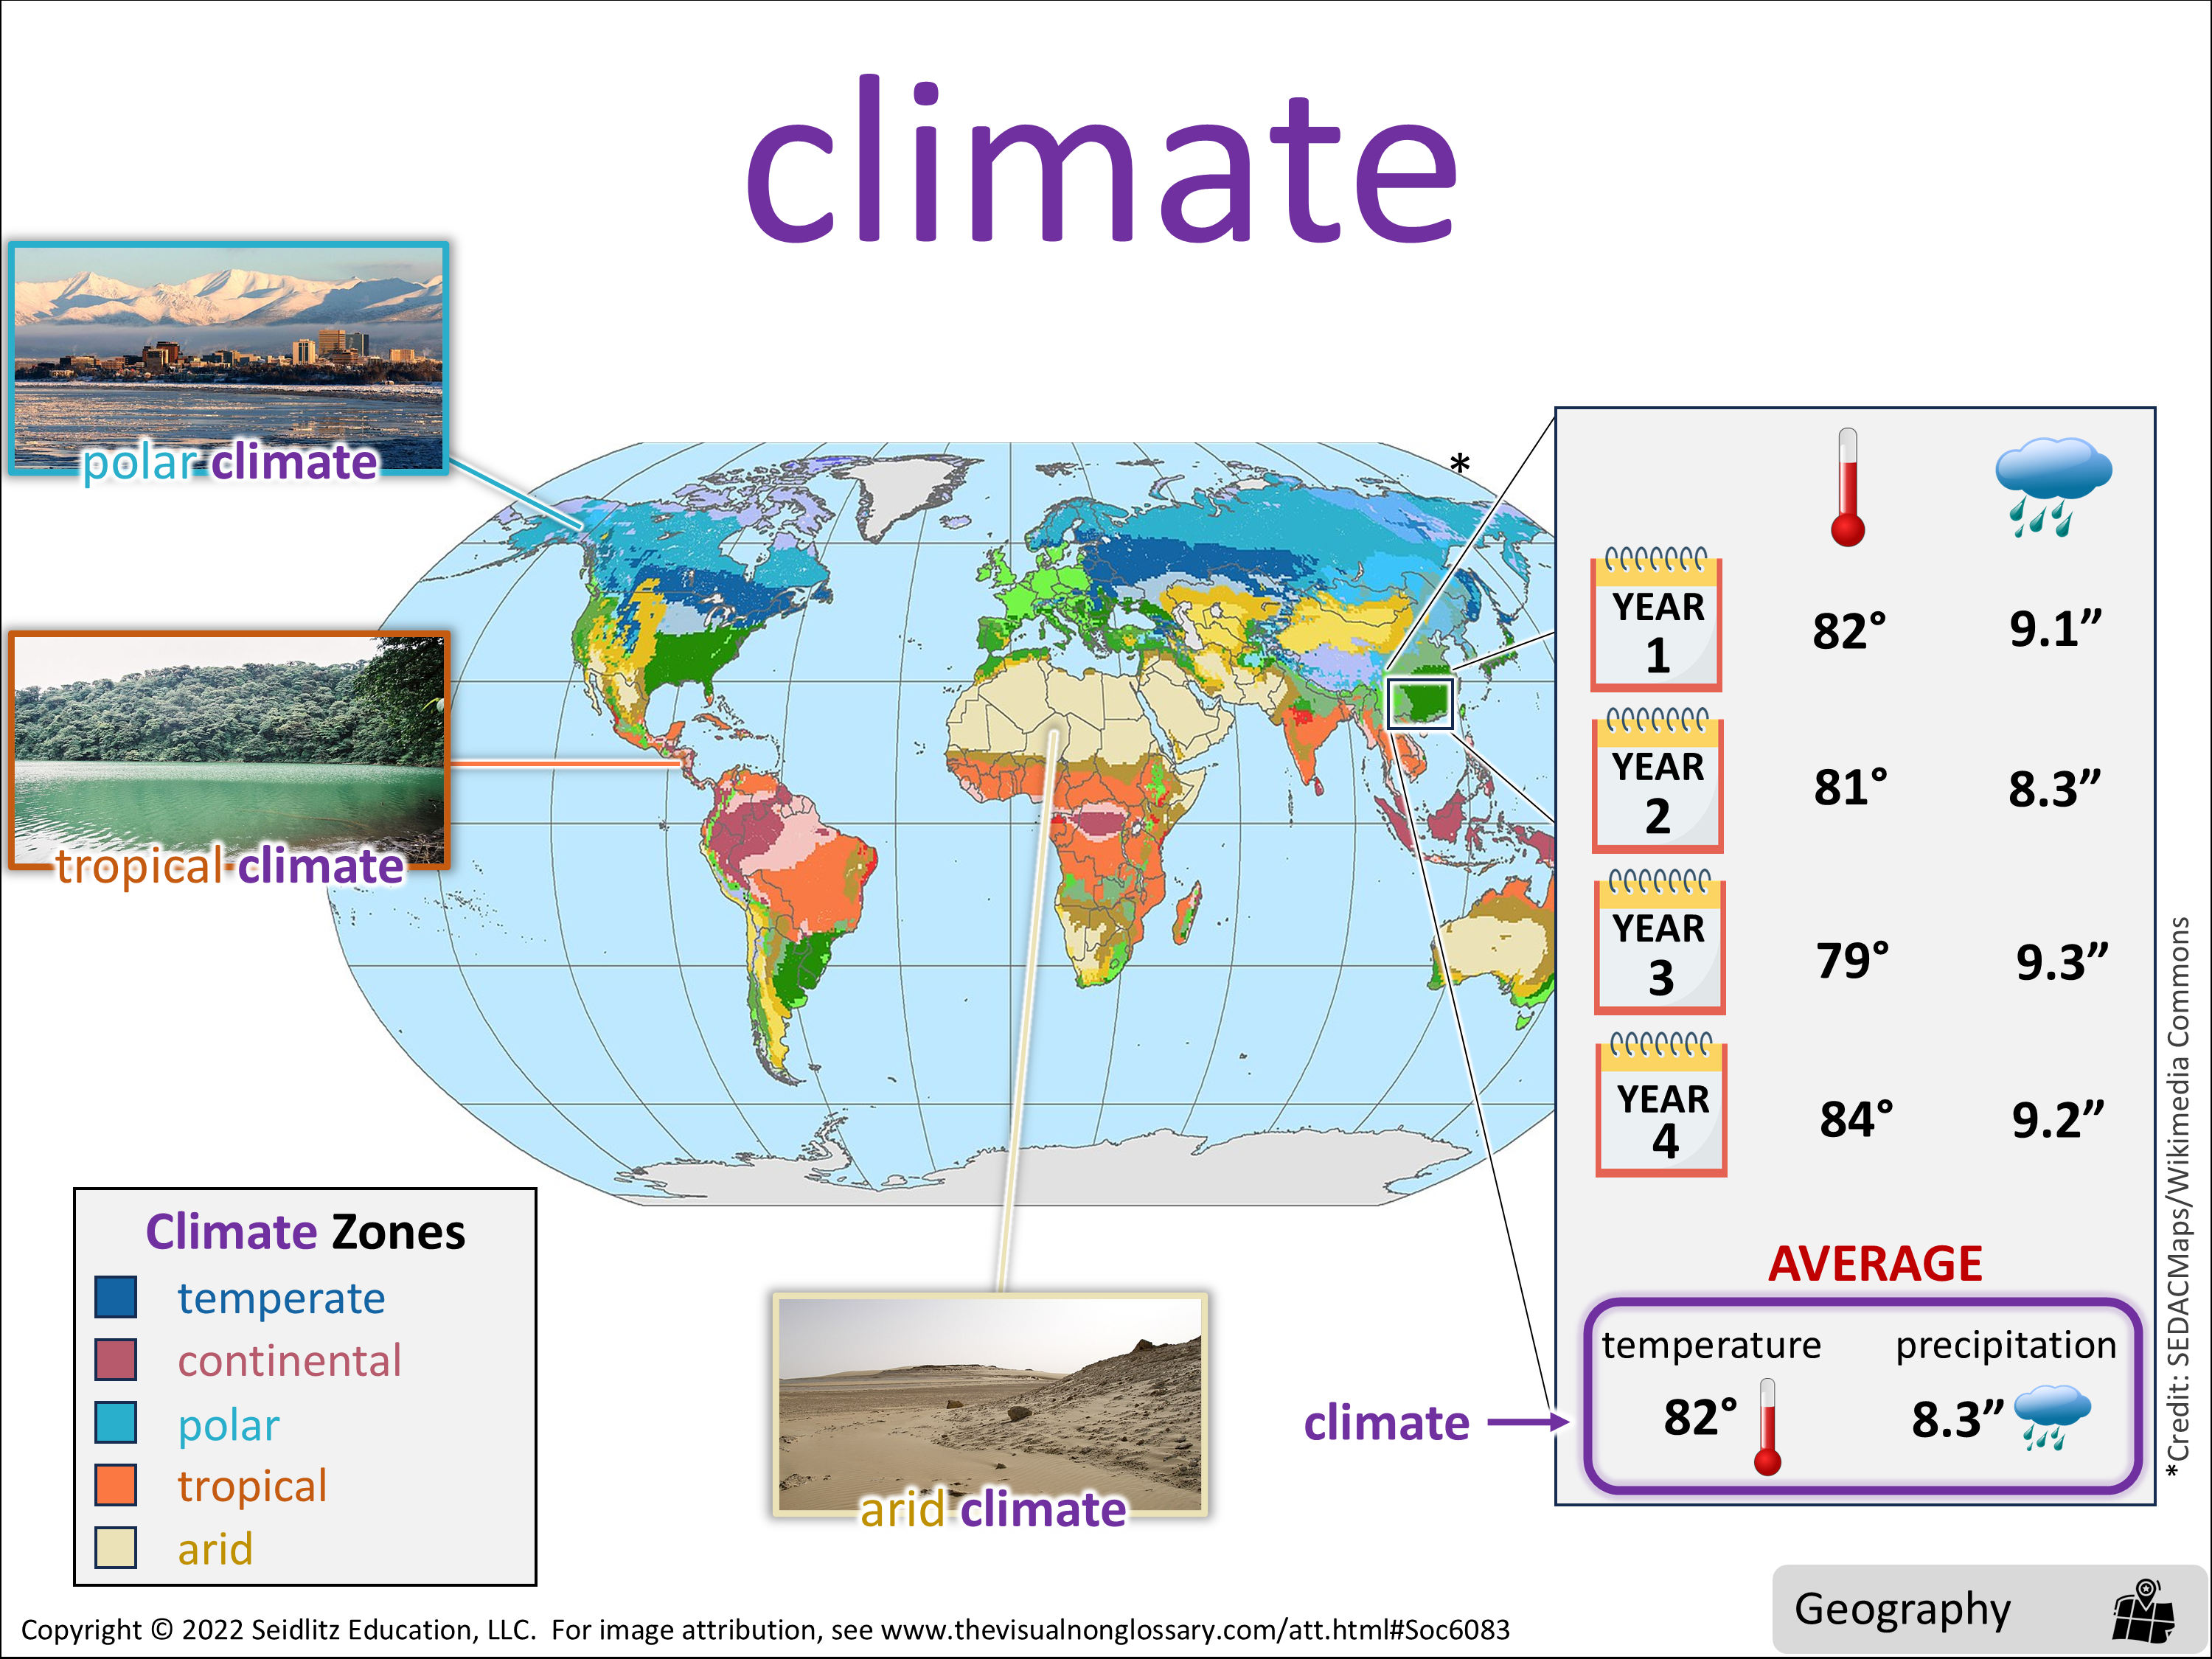 climate
polar climate
tropical climate
*
YEAR
1
82°
9.1”
YEAR
2
81°
8.3”
YEAR
3
79°
9.3”
YEAR
4
84°
9.2”
AVERAGE
temperature
precipitation
82°
8.3”
climate
arid climate
Climate Zones
temperate
continental
polar
tropical
arid
*Credit: SEDACMaps/Wikimedia Commons
Geography
Copyright © 2022 Seidlitz Education, LLC. For image attribution, see www.thevisualnonglossary.com/att.html#Soc6083